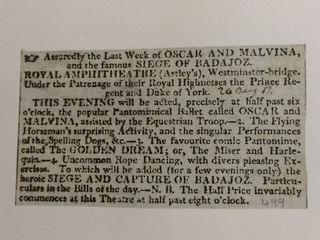 ☛ Assuredly the Last Week of OSCAR AND MALVINA,
and the famous SIEGE OF BADAJOZ.
ROYAL AMPHITHEATRE (Astley's), Westminster-bridge.
Under the Patronage of their Royal Highnesses the Prince Re-
gent and Duke of York. 20 Aug
THIS EVENING will be acted, precisely at half past six
o'clock, the popular Pantomimical Ballet called OSCAR and
MALVINA, assisted by the Equestrian Troop.—2. The Flying
Horseman's surprising Activity, and the singular Performances
of the Spelling Dogs, &c.—3. The favourite comic Pantomime,
called The GOLDEN DREAM; or, The Miser and Harle-
quin.—4. Uncommon Rope Dancing, with divers pleasing Ex-
ercises. To which will be added (for a few evenings only) the
heroic SIEGE AND CAPTURE OF BADAJOZ. Particu-
culars in the Bills of the day.—N. B. The Half Price invariably
commences at this Theatre at half past eight o'clock.
499